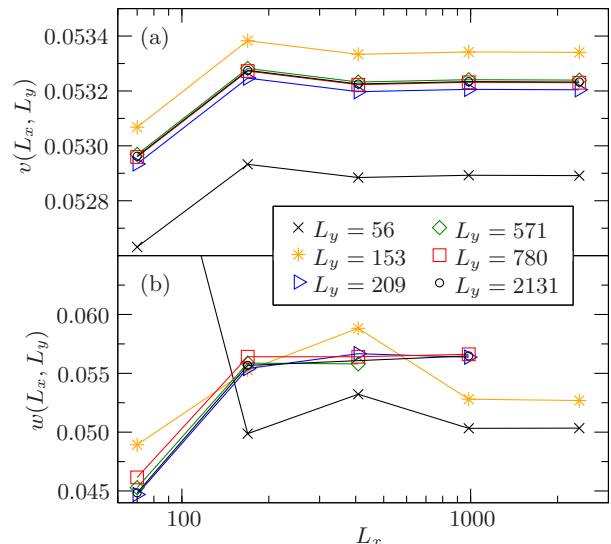 (a)
0.0534
0.0532
0.0530
0.0528
v(Lx, Ly)
Ly = 56
Ly = 153
Ly = 209
Ly = 571
Ly = 780
Ly = 2131
(b)
0.060
0.055
0.050
0.045
w(Lx, Ly)
100
1000
Lx